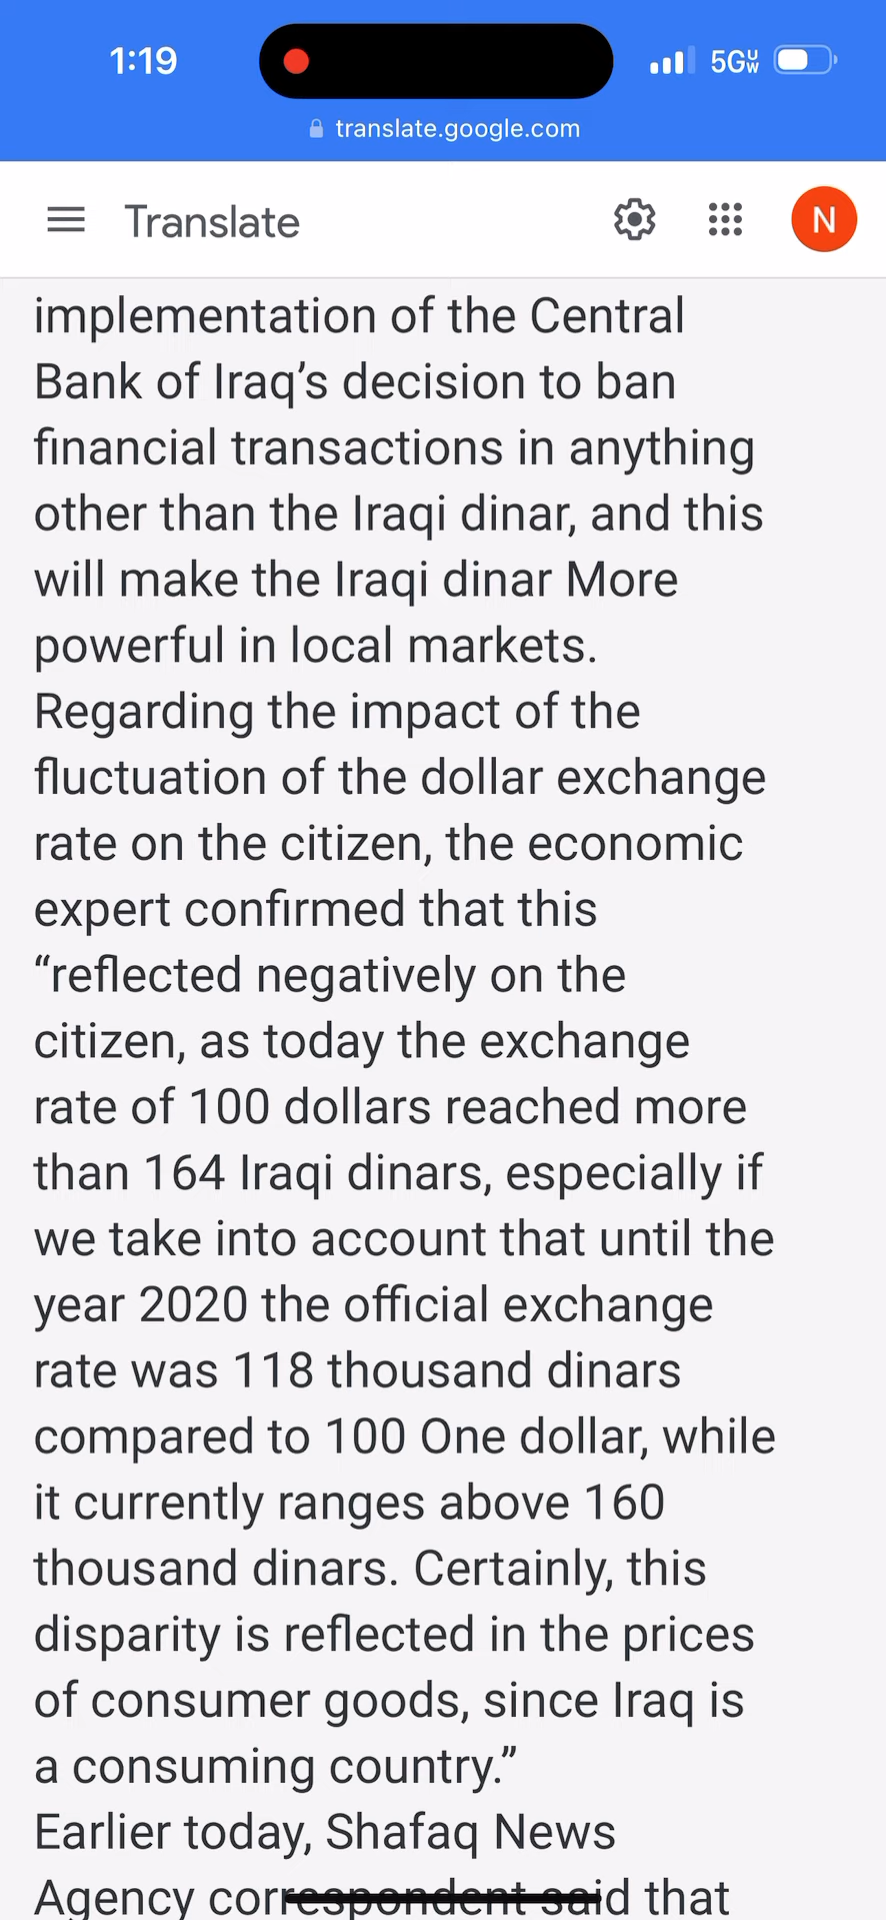 1:19
5GUW
translate.google.com
Translate
N
implementation of the Central
Bank of Iraq’s decision to ban
financial transactions in anything
other than the Iraqi dinar, and this
will make the Iraqi dinar More
powerful in local markets.
Regarding the impact of the
fluctuation of the dollar exchange
rate on the citizen, the economic
expert confirmed that this
“reflected negatively on the
citizen, as today the exchange
rate of 100 dollars reached more
than 164 Iraqi dinars, especially if
we take into account that until the
year 2020 the official exchange
rate was 118 thousand dinars
compared to 100 One dollar, while
it currently ranges above 160
thousand dinars. Certainly, this
disparity is reflected in the prices
of consumer goods, since Iraq is
a consuming country.”
Earlier today, Shafaq News
Agency correspondent said that